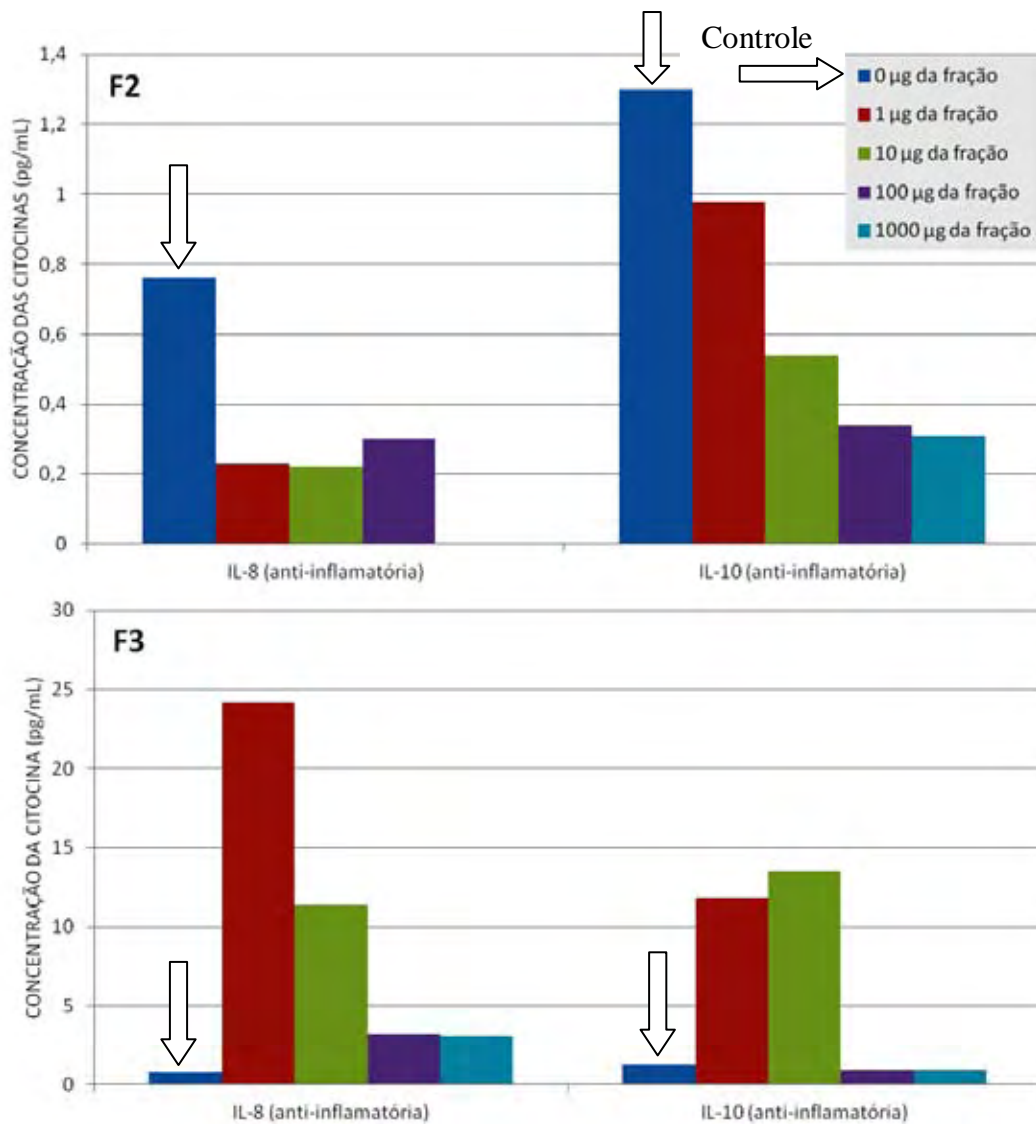 Controle
F2
CONCENTRAÇÃO DAS CITOCINAS (pg/mL)
1,4
1,2
1
0,8
0,6
0,4
0,2
0
0 µg da fração
1 µg da fração
10 µg da fração
100 µg da fração
1000 µg da fração
IL-8 (anti-inflamatória)
IL-10 (anti-inflamatória)
F3
CONCENTRAÇÃO DA CITOCINA (pg/mL)
30
25
20
15
10
5
0
IL-8 (anti-inflamatória)
IL-10 (anti-inflamatória)